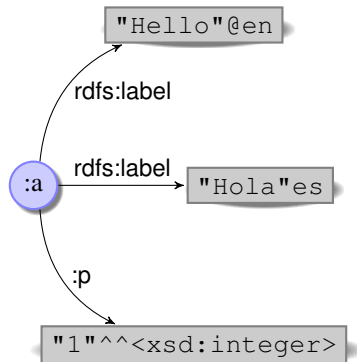 "Hello"@en
rdfs:label
:a
rdfs:label
"Hola"es
:p
"1"^^<xsd:integer>